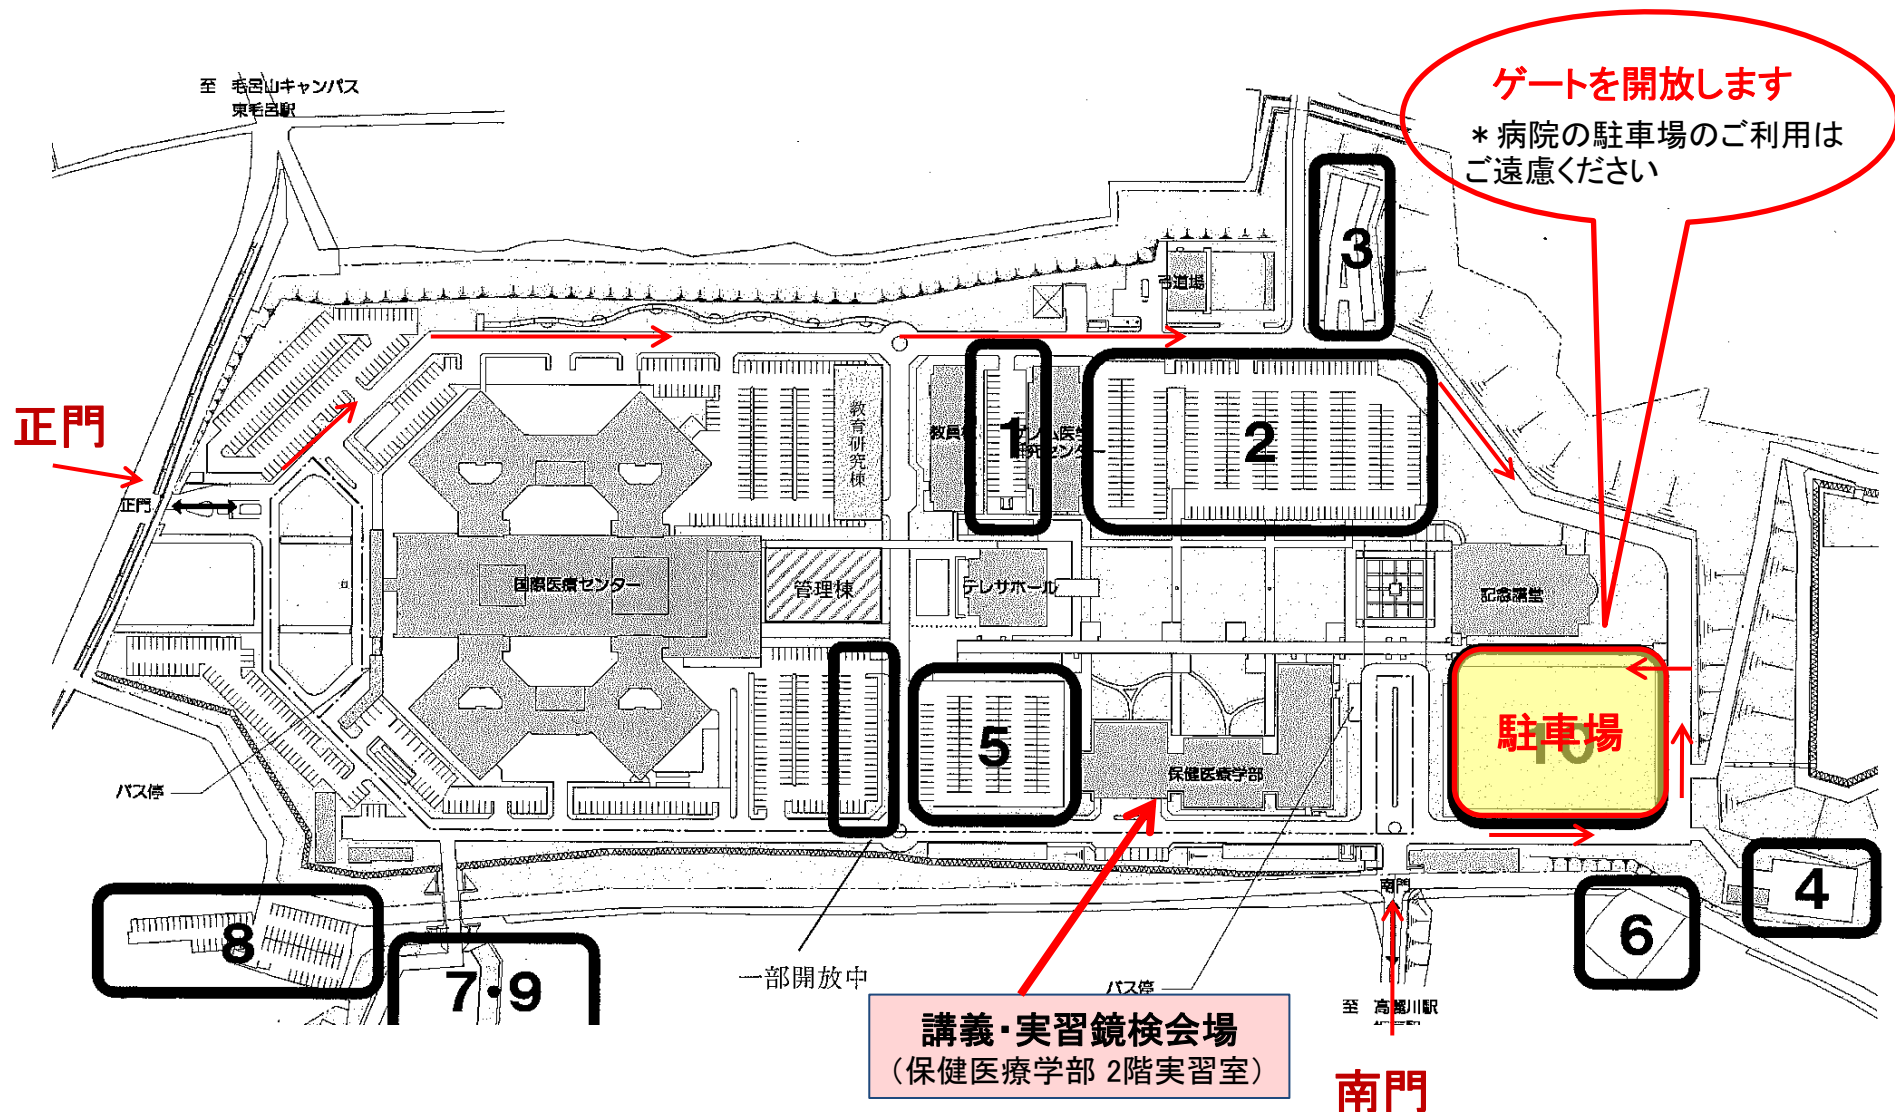 至 毛呂山キャンパス
東毛呂駅
ゲートを開放します
＊病院の駐車場のご利用は
ご遠慮ください
3
弓道場
正門
正門
教育研究棟
1
2
国際医療センター
管理棟
テレサホール
記念講堂
5
保健医療学部
駐車場
10
バス停
8
7・9
一部開放中
バス停
南門
6
4
至 高麗川駅
講義・実習鏡検会場
（保健医療学部 2階実習室）
南門